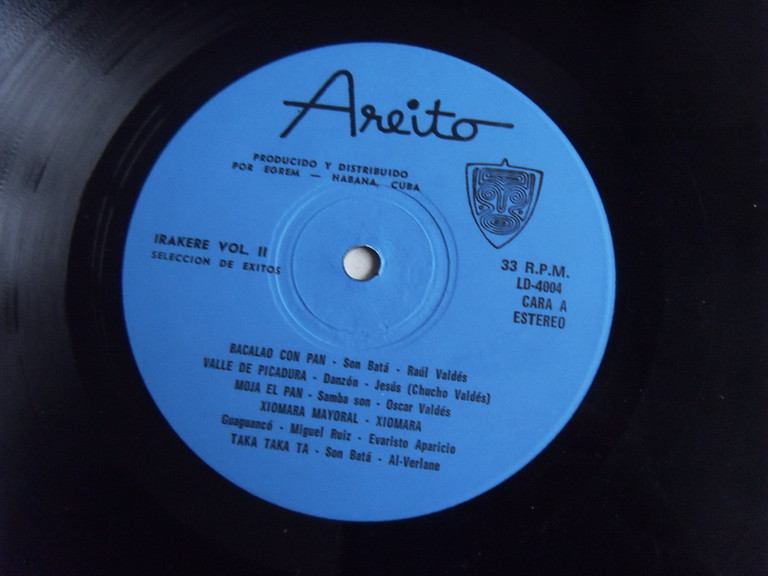 Areito
PRODUCIDO Y DISTRIBUIDO
POR EGREM — HABANA, CUBA
IRAKERE VOL. II
SELECCION DE EXITOS
33 R.P.M.
LD-4004
CARA A
ESTEREO
BACALAO CON PAN - Son Batá - Raúl Valdés
VALLE DE PICADURA - Danzón - Jesús (Chucho Valdés)
MOJA EL PAN - Samba son - Oscar Valdés
XIOMARA MAYORAL - XIOMARA
Guaguancó - Miguel Ruiz - Evaristo Aparicio
TAKA TAKA TA - Son Batá - Al-Verlane